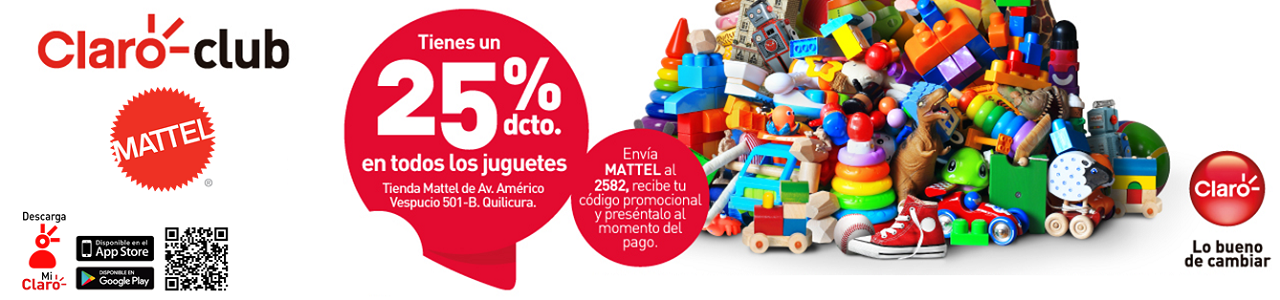 Claro-club
MATTEL
®
Descarga
Mi
Claro-
Disponible en el
App Store
DISPONIBLE EN
Google Play
Tienes un
25%
dcto.
en todos los juguetes
Tienda Mattel de Av. Américo
Vespucio 501-B. Quilicura.
Envía
MATTEL al
2582, recibe tu
código promocional
y preséntalo al
momento del
pago.
Claro-
Lo bueno
de cambiar